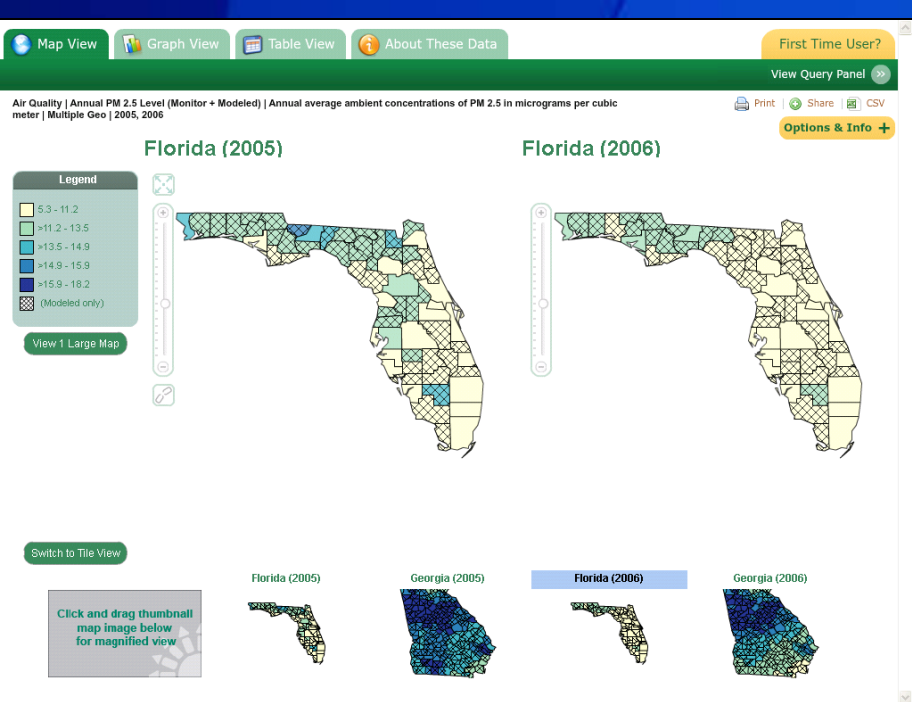 Map View
Graph View
Table View
About These Data
First Time User?
View Query Panel
Air Quality | Annual PM 2.5 Level (Monitor + Modeled) | Annual average ambient concentrations of PM 2.5 in micrograms per cubic
meter | Multiple Geo | 2005, 2006
Print | Share | CSV
Options & Info +
Florida (2005)
Florida (2006)
Legend
5.3 - 11.2
>11.2 - 13.5
>13.5 - 14.9
>14.9 - 15.9
>15.9 - 18.2
(Modeled only)
View 1 Large Map
Switch to Tile View
Click and drag thumbnail
map image below
for magnified view
Florida (2005)
Georgia (2005)
Florida (2006)
Georgia (2006)